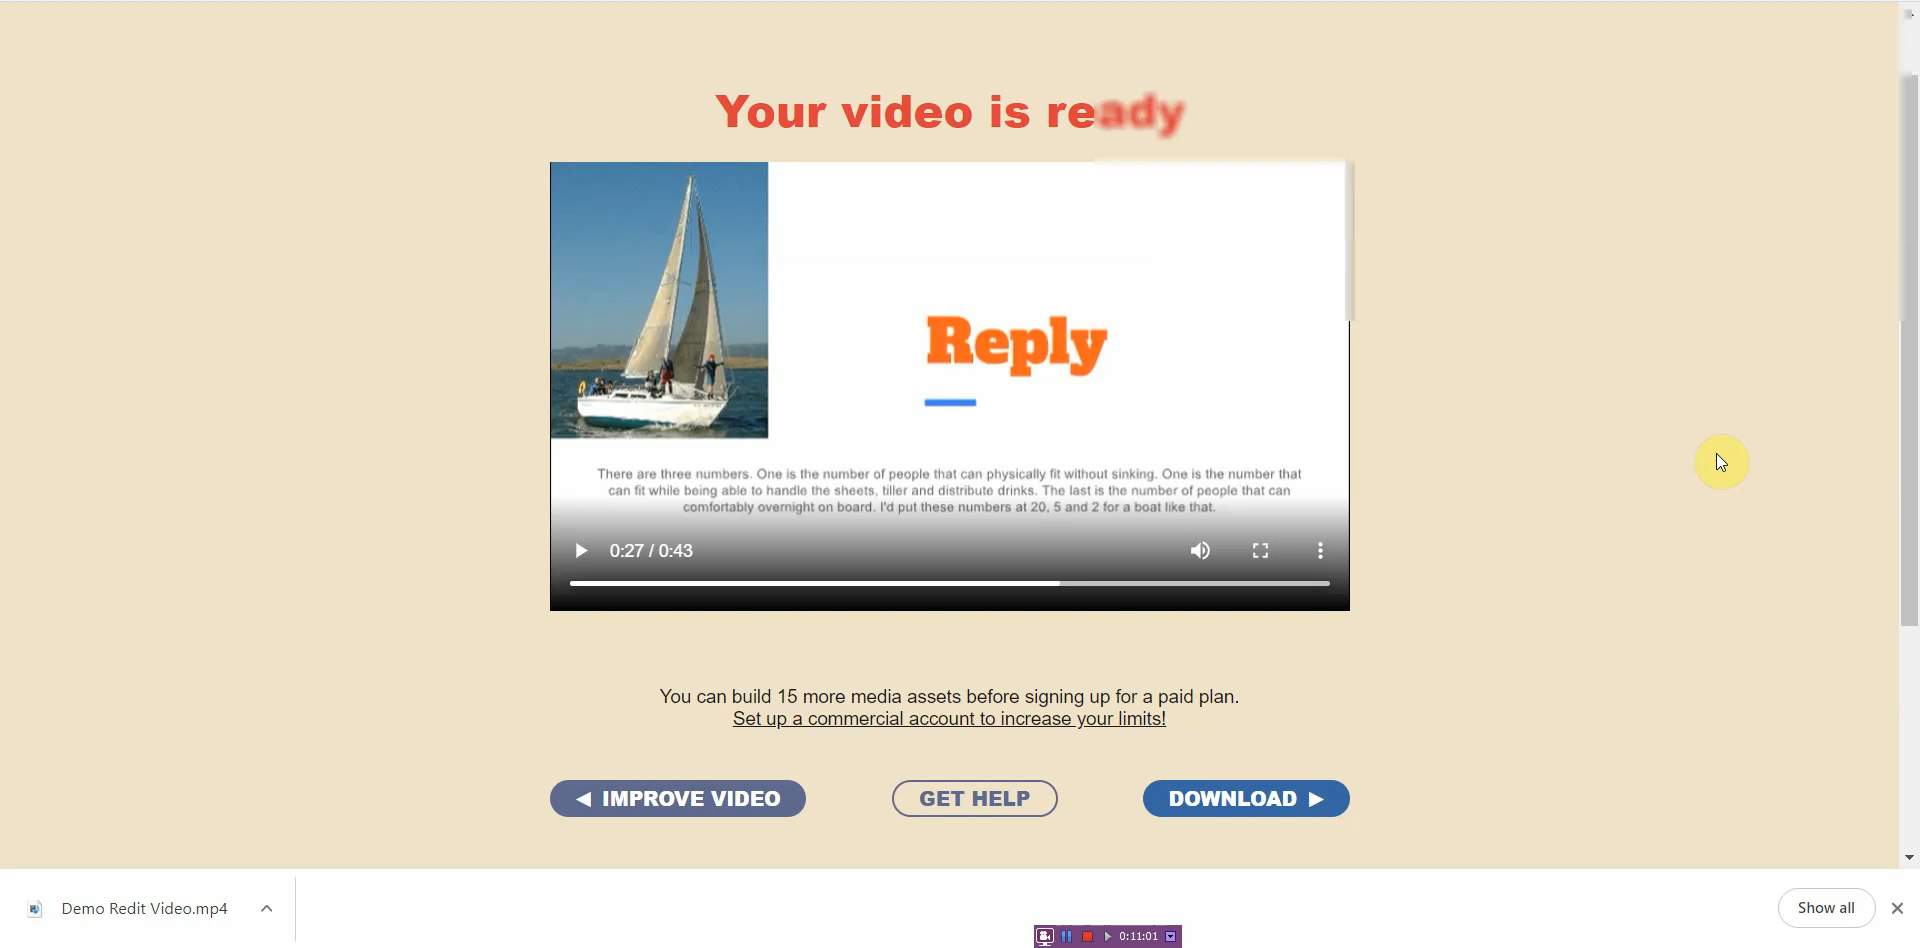 Your video is ready
Reply
There are three numbers. One is the number of people that can physically fit without sinking. One is the number that
can fit while being able to handle the sheets, tiller and distribute drinks. The last is the number of people that can
comfortably overnight on board. I'd put these numbers at 20, 5 and 2 for a boat like that.
0:27 / 0:43
You can build 15 more media assets before signing up for a paid plan.
Set up a commercial account to increase your limits!
IMPROVE VIDEO
GET HELP
DOWNLOAD
Demo Redit Video.mp4
Show all
0:11:01